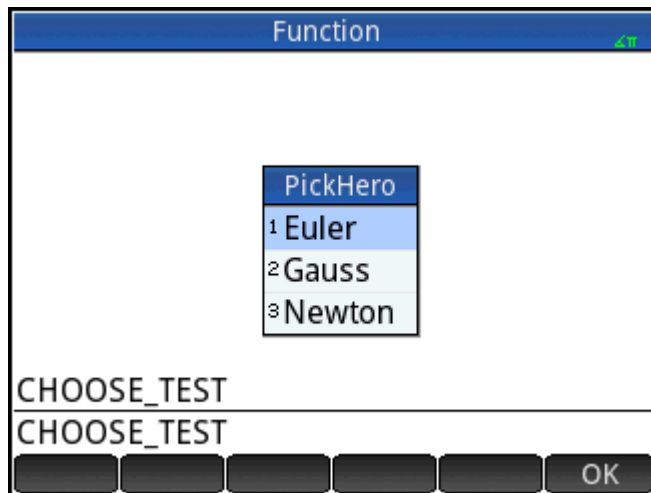 Function
∡π
PickHero
1 Euler
2 Gauss
3 Newton
CHOOSE_TEST
CHOOSE_TEST
OK